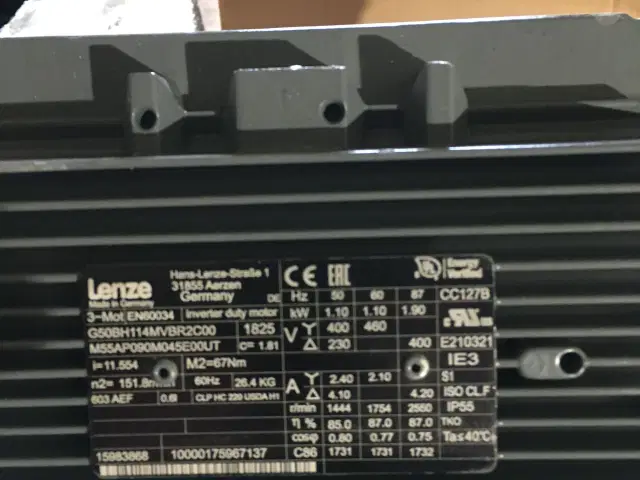 Lenze
Made in Germany
Hans-Lenze-Straße 1
31855 Aerzen
Germany
DE
CE EAC
UL Energy Verified
Hz 50 60 87 CC127B
3~Mot EN60034 Inverter duty motor
kW 1.10 1.10 1.90
G50BH114MVBR2C00 1825
V Y 400 460
M55AP090M045E00UT C= 1.81
Δ 230 400 E210321
i=11.554 M2=67Nm
IE3
n2= 151.8 60Hz 26.4 KG
A Y 2.40 2.10 S1
Δ 4.10 4.20 ISO CL.F
603 AEF 0.6l CLP HC 220 USDA H1
r/min 1444 1754 2550 IP55
η % 85.0 87.0 87.0 TKO
cosφ 0.80 0.77 0.75 Ta≤40°C
15983868 10000175967137 C86 1731 1731 1732